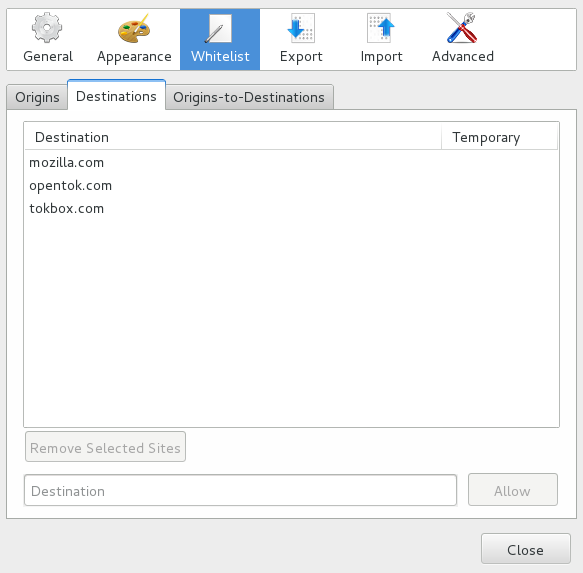 General Appearance Whitelist Export Import Advanced
Origins Destinations Origins-to-Destinations
Destination Temporary
mozilla.com
opentok.com
tokbox.com
Remove Selected Sites
Destination Allow
Close